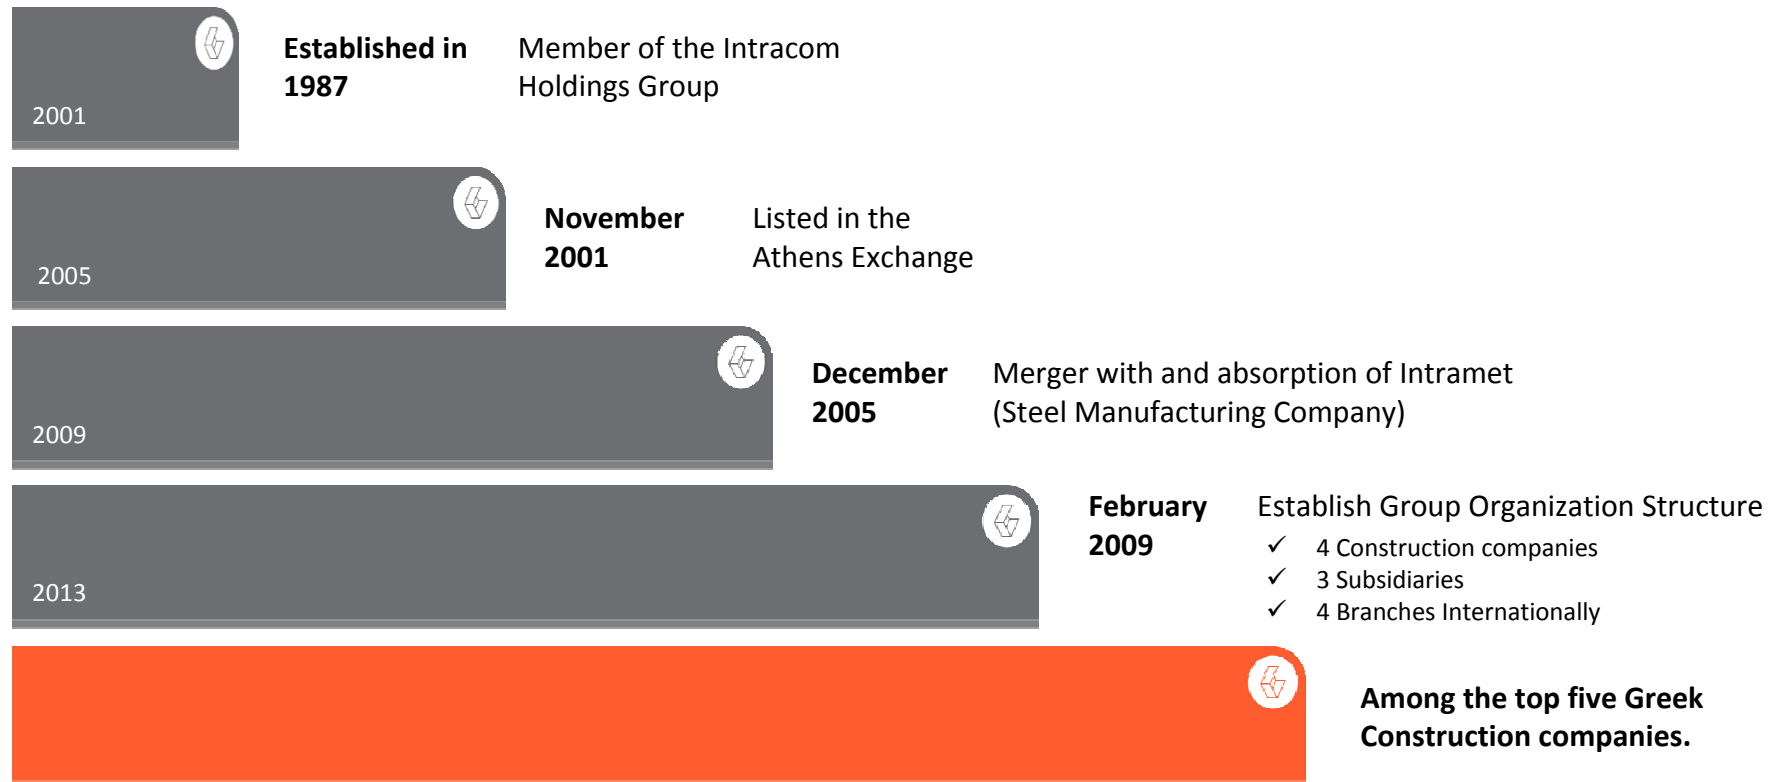 2001
Established in
1987
Member of the Intracom
Holdings Group
2005
November
2001
Listed in the
Athens Exchange
2009
December
2005
Merger with and absorption of Intramet
(Steel Manufacturing Company)
2013
February
2009
Establish Group Organization Structure
✓ 4 Construction companies
✓ 3 Subsidiaries
✓ 4 Branches Internationally
Among the top five Greek
Construction companies.